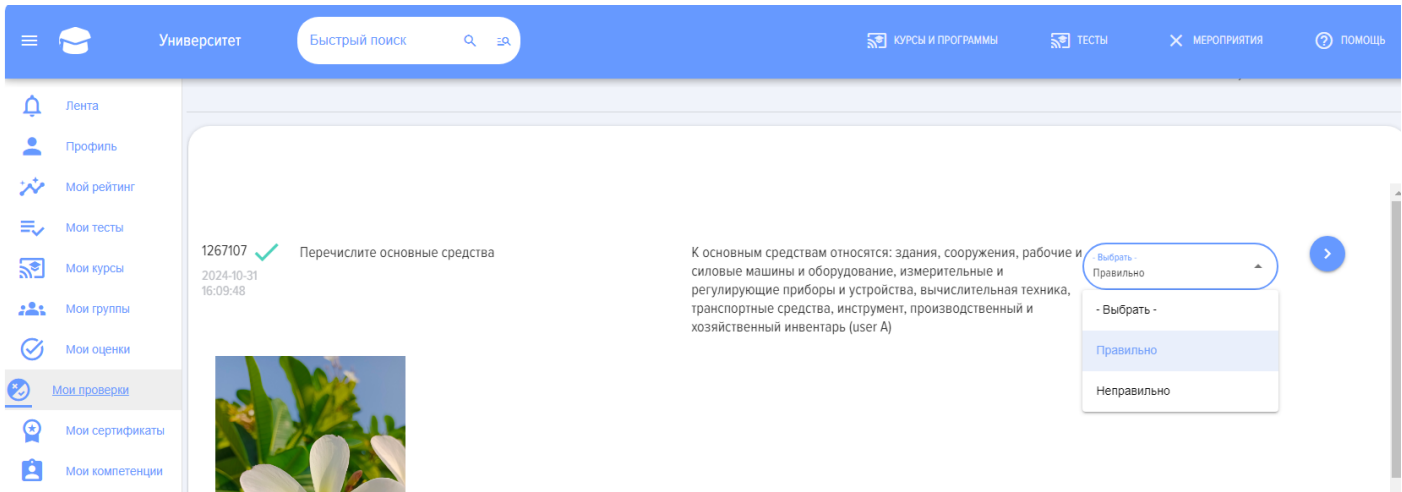 Университет
Быстрый поиск
КУРСЫ И ПРОГРАММЫ
ТЕСТЫ
МЕРОПРИЯТИЯ
ПОМОЩЬ
Лента
Профиль
Мой рейтинг
Мои тесты
Мои курсы
Мои группы
Мои оценки
Мои проверки
Мои сертификаты
Мои компетенции
1267107
2024-10-31
16:09:48
Перечислите основные средства
К основным средствам относятся: здания, сооружения, рабочие и
силовые машины и оборудование, измерительные и
регулирующие приборы и устройства, вычислительная техника,
транспортные средства, инструмент, производственный и
хозяйственный инвентарь (user A)
- Выбрать -
Правильно
- Выбрать -
Правильно
Неправильно